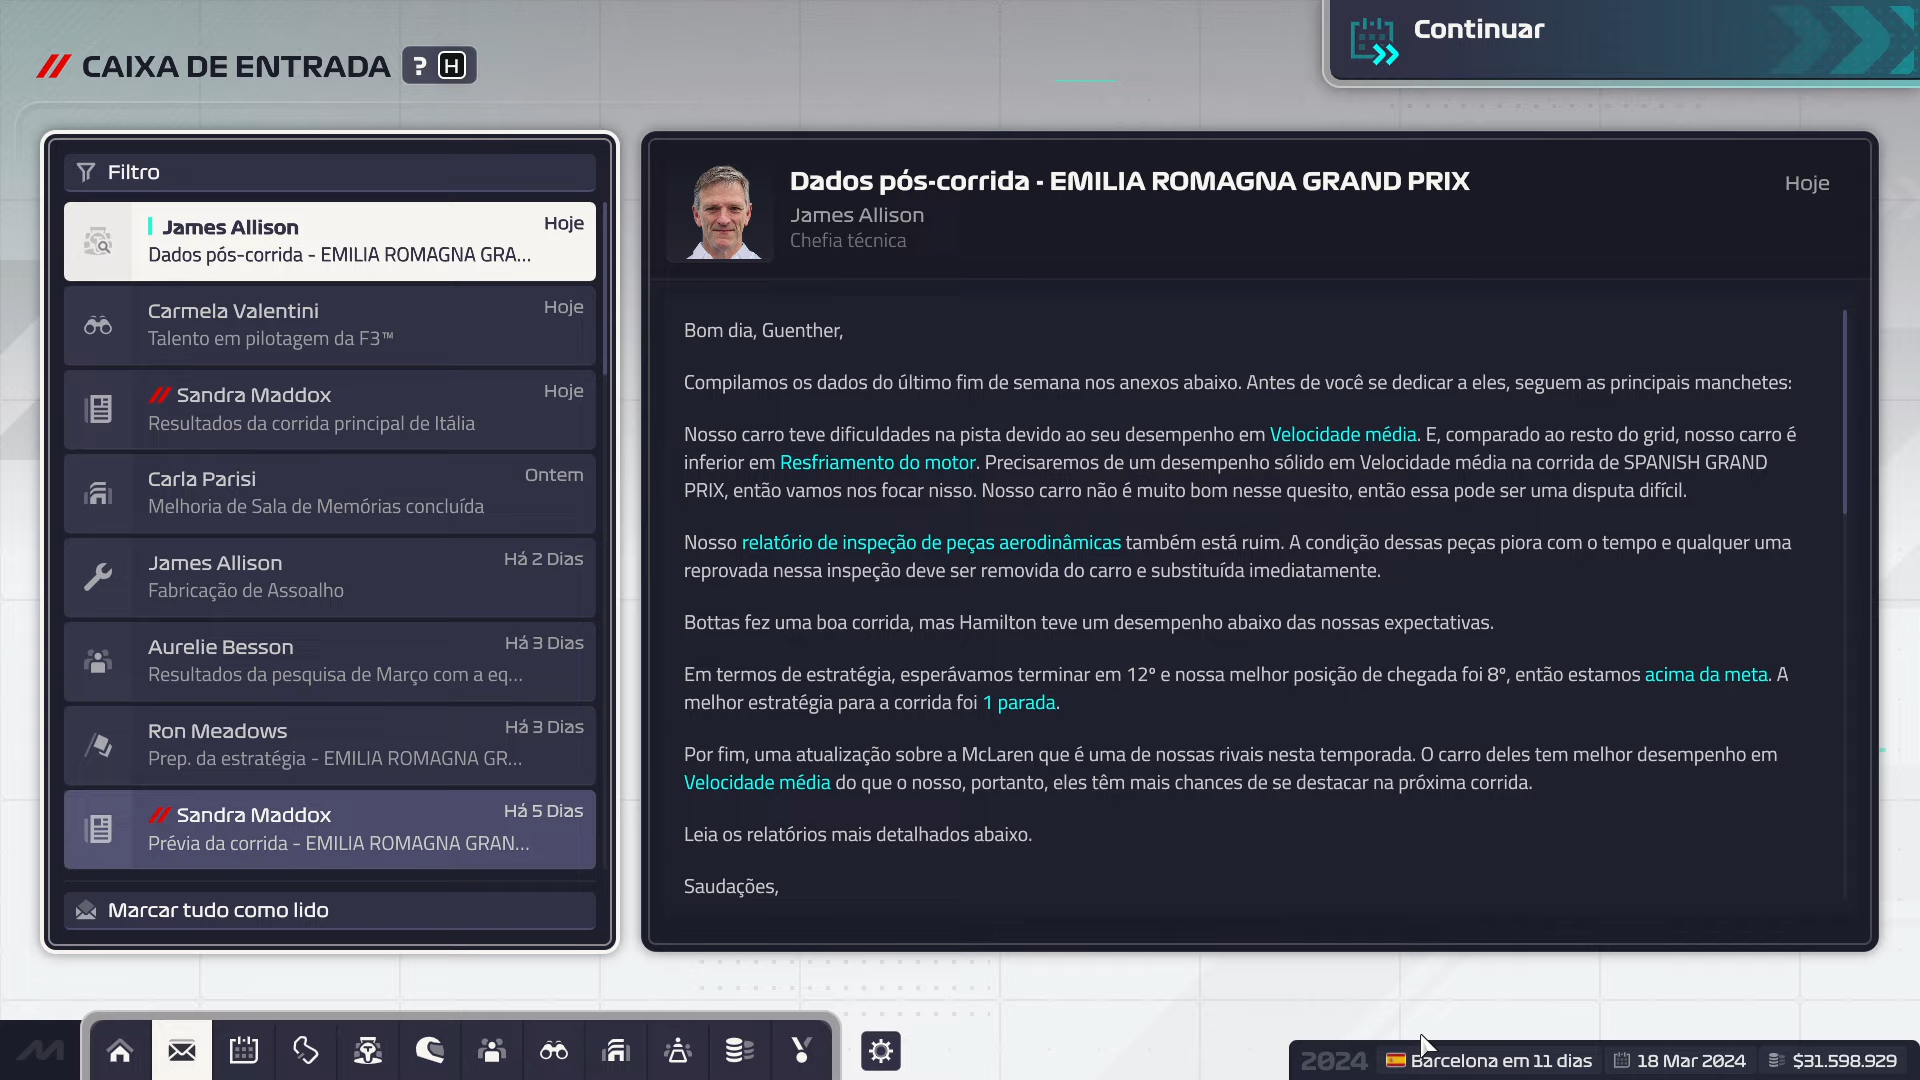 CAIXA DE ENTRADA ? H
Continuar
Filtro
James Allison Hoje
Dados pós-corrida - EMILIA ROMAGNA GRA...
Carmela Valentini Hoje
Talento em pilotagem da F3™
Sandra Maddox Hoje
Resultados da corrida principal de Itália
Carla Parisi Ontem
Melhoria de Sala de Memórias concluída
James Allison Há 2 Dias
Fabricação de Assoalho
Aurelie Besson Há 3 Dias
Resultados da pesquisa de Março com a eq...
Ron Meadows Há 3 Dias
Prep. da estratégia - EMILIA ROMAGNA GR...
Sandra Maddox Há 5 Dias
Prévia da corrida - EMILIA ROMAGNA GRAN...
Marcar tudo como lido
Dados pós-corrida - EMILIA ROMAGNA GRAND PRIX Hoje
James Allison
Chefia técnica
Bom dia, Guenther,
Compilamos os dados do último fim de semana nos anexos abaixo. Antes de você se dedicar a eles, seguem as principais manchetes:
Nosso carro teve dificuldades na pista devido ao seu desempenho em Velocidade média. E, comparado ao resto do grid, nosso carro é
inferior em Resfriamento do motor. Precisaremos de um desempenho sólido em Velocidade média na corrida de SPANISH GRAND
PRIX, então vamos nos focar nisso. Nosso carro não é muito bom nesse quesito, então essa pode ser uma disputa difícil.
Nosso relatório de inspeção de peças aerodinâmicas também está ruim. A condição dessas peças piora com o tempo e qualquer uma
reprovada nessa inspeção deve ser removida do carro e substituída imediatamente.
Bottas fez uma boa corrida, mas Hamilton teve um desempenho abaixo das nossas expectativas.
Em termos de estratégia, esperávamos terminar em 12º e nossa melhor posição de chegada foi 8º, então estamos acima da meta. A
melhor estratégia para a corrida foi 1 parada.
Por fim, uma atualização sobre a McLaren que é uma de nossas rivais nesta temporada. O carro deles tem melhor desempenho em
Velocidade média do que o nosso, portanto, eles têm mais chances de se destacar na próxima corrida.
Leia os relatórios mais detalhados abaixo.
Saudações,
2024 Barcelona em 11 dias 18 Mar 2024 $31.598.929